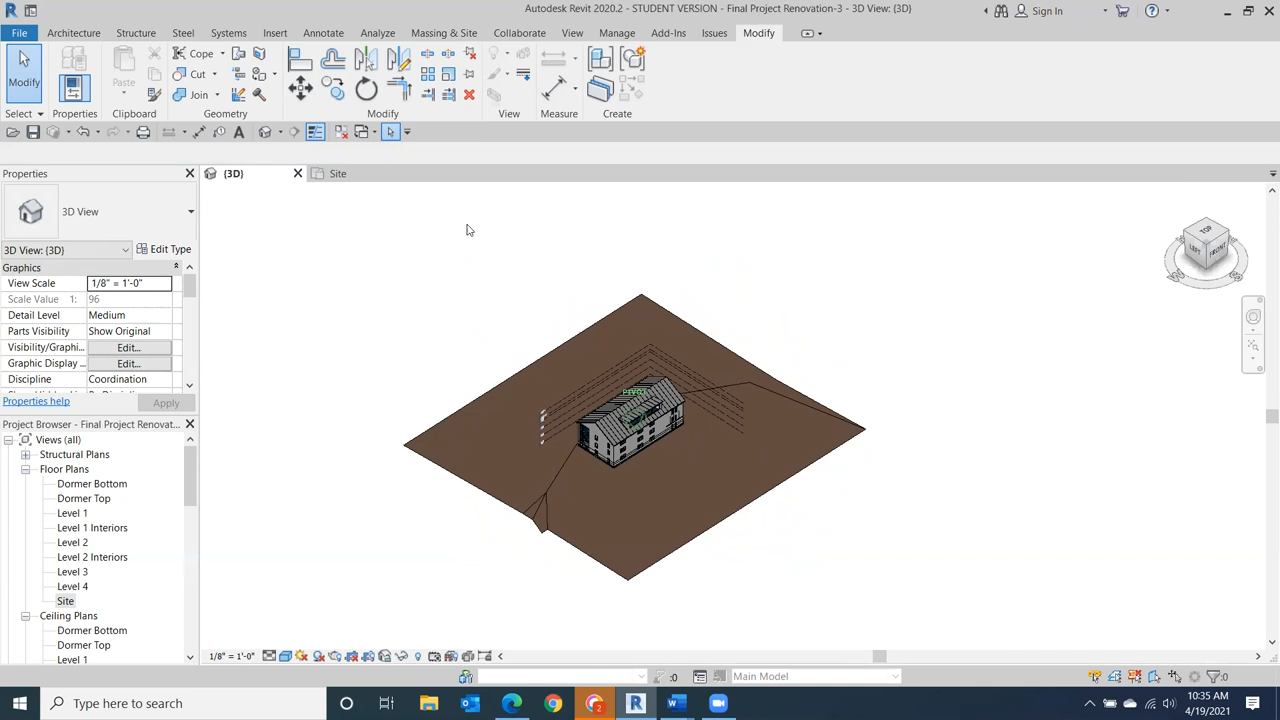 Autodesk Revit 2020.2 - STUDENT VERSION - Final Project Renovation-3 - 3D View: {3D}
Sign In
File Architecture Structure Steel Systems Insert Annotate Analyze Massing & Site Collaborate View Manage Add-Ins Issues Modify
Modify
Cope
Cut
Join
Paste
Select Properties Clipboard Geometry Modify View Measure Create
{3D} Site
Properties
3D View
3D View: {3D} Edit Type
Graphics
View Scale 1/8" = 1'-0"
Scale Value 1: 96
Detail Level Medium
Parts Visibility Show Original
Visibility/Graphi... Edit...
Graphic Display ... Edit...
Discipline Coordination
Properties help Apply
Project Browser - Final Project Renovat...
Views (all)
Structural Plans
Floor Plans
Dormer Bottom
Dormer Top
Level 1
Level 1 Interiors
Level 2
Level 2 Interiors
Level 3
Level 4
Site
Ceiling Plans
Dormer Bottom
Dormer Top
Level 1
PIVOT
TOP
LEFT FRONT
1/8" = 1'-0"
:0 Main Model :0
Type here to search
2
10:35 AM
4/19/2021